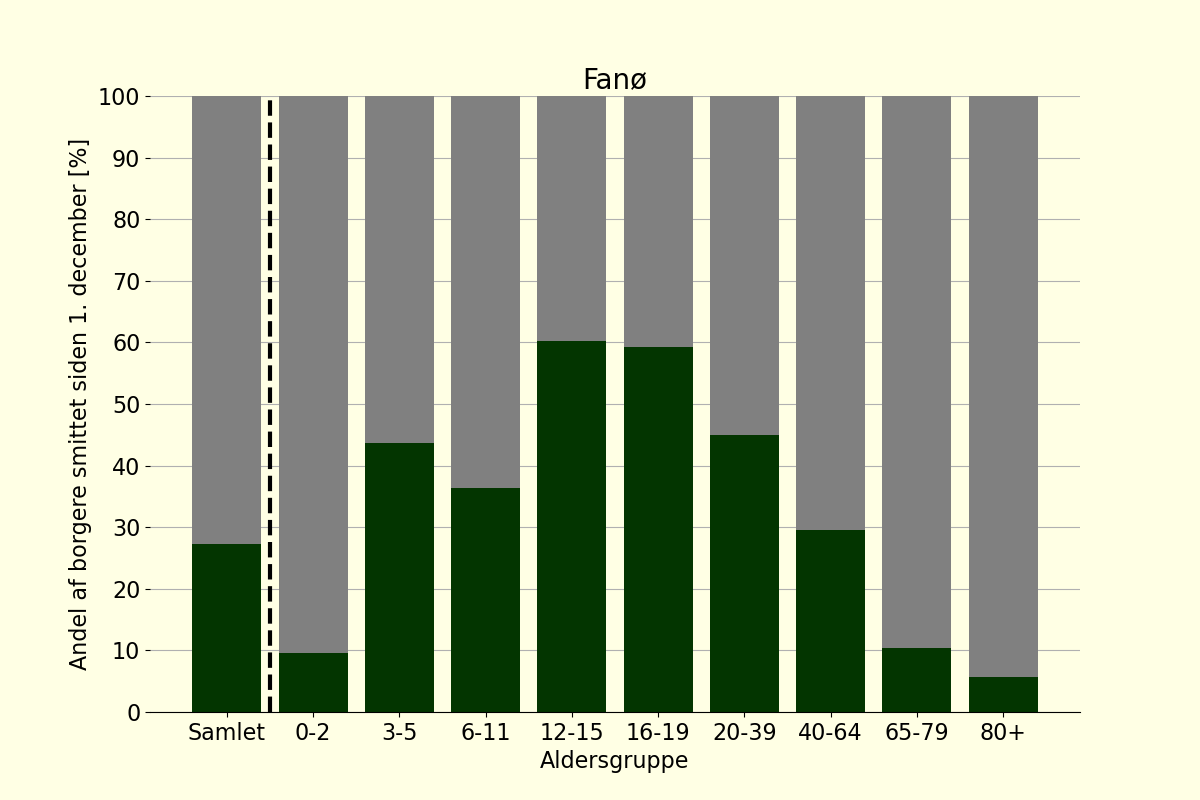 Fanø
Andel af borgere smittet siden 1. december [%]
100
90
80
70
60
50
40
30
20
10
0
Samlet 0-2 3-5 6-11 12-15 16-19 20-39 40-64 65-79 80+
Aldersgruppe